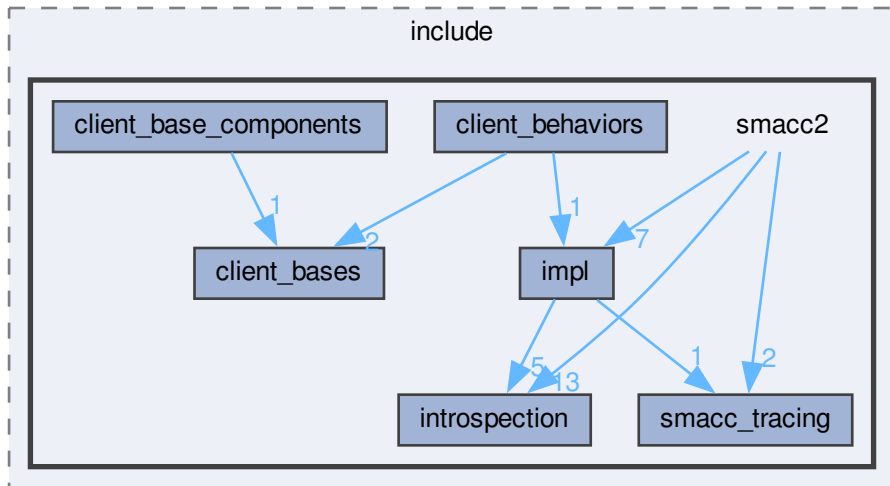 include
client_base_components
client_behaviors
smacc2
1
2
1
7
client_bases
impl
5
13
1
2
introspection
smacc_tracing